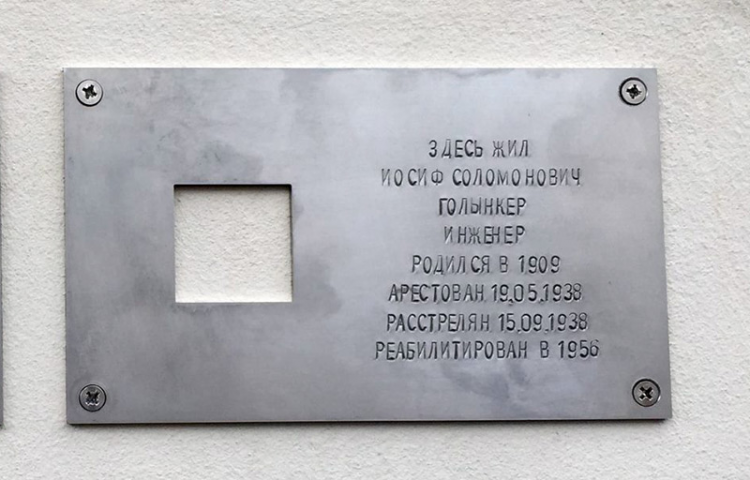 ЗДЕСЬ ЖИЛ
ИОСИФ СОЛОМОНОВИЧ
ГОЛЫНКЕР
ИНЖЕНЕР
РОДИЛСЯ В 1909
АРЕСТОВАН 19.05.1938
РАССТРЕЛЯН 15.09.1938
РЕАБИЛИТИРОВАН В 1956